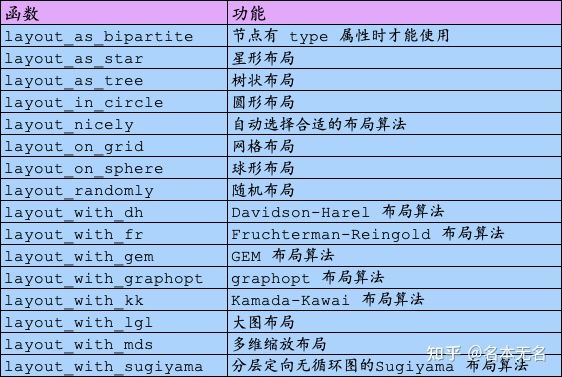 函数 功能
layout_as_bipartite 节点有 type 属性时才能使用
layout_as_star 星形布局
layout_as_tree 树状布局
layout_in_circle 圆形布局
layout_nicely 自动选择合适的布局算法
layout_on_grid 网格布局
layout_on_sphere 球形布局
layout_randomly 随机布局
layout_with_dh Davidson-Harel 布局算法
layout_with_fr Fruchterman-Reingold 布局算法
layout_with_gem GEM 布局算法
layout_with_graphopt graphopt 布局算法
layout_with_kk Kamada-Kawai 布局算法
layout_with_lgl 大图布局
layout_with_mds 多维缩放布局
layout_with_sugiyama 分层定向无循环图的Sugiyama 布局算法
知乎 @名本无名